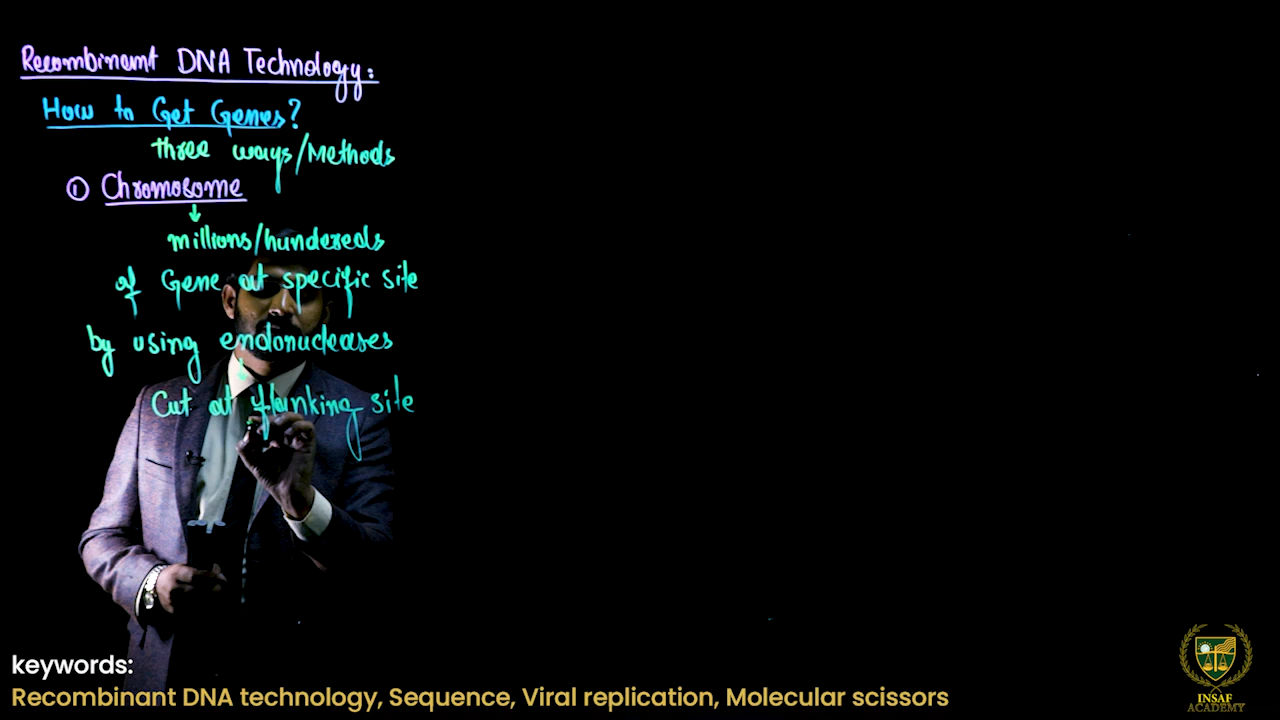 Recombinant DNA Technology:
How to Get Genes?
three ways/Methods
① Chromosome
↓
millions/hundereds
of Gene at specific site
by using endonucleases
Cut at flanking site
keywords:
Recombinant DNA technology, Sequence, Viral replication, Molecular scissors
INSAF
ACADEMY